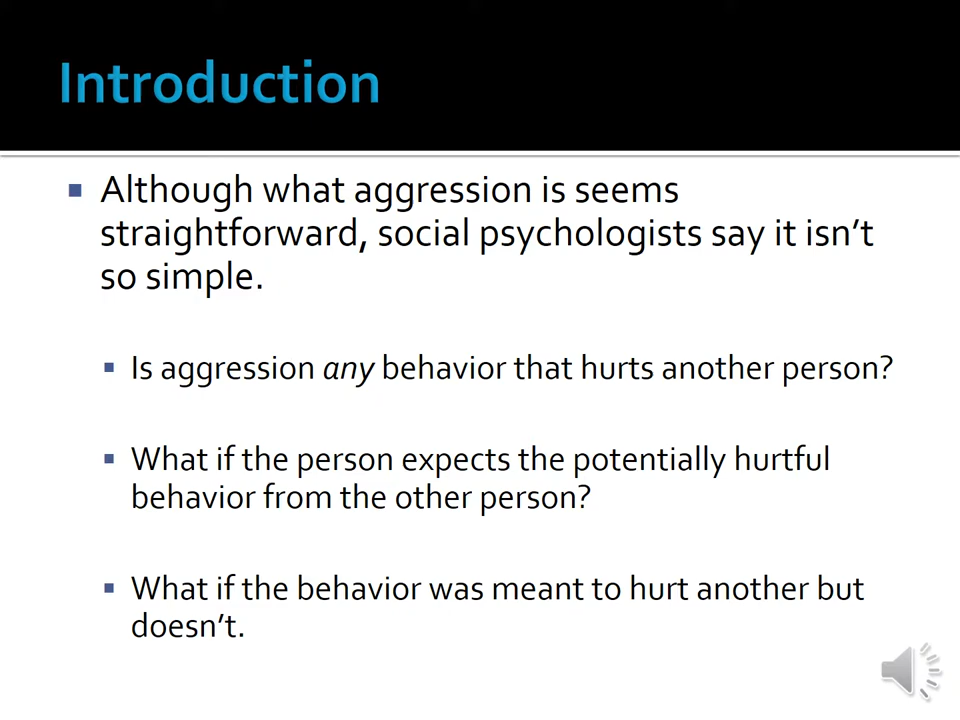 Introduction
Although what aggression is seems
straightforward, social psychologists say it isn’t
so simple.
Is aggression any behavior that hurts another person?
What if the person expects the potentially hurtful
behavior from the other person?
What if the behavior was meant to hurt another but
doesn’t.